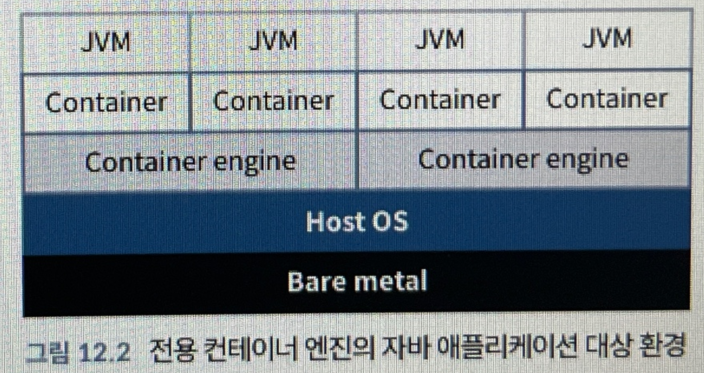 JVM JVM JVM JVM
Container Container Container Container
Container engine Container engine
Host OS
Bare metal
그림 12.2 전용 컨테이너 엔진의 자바 애플리케이션 대상 환경